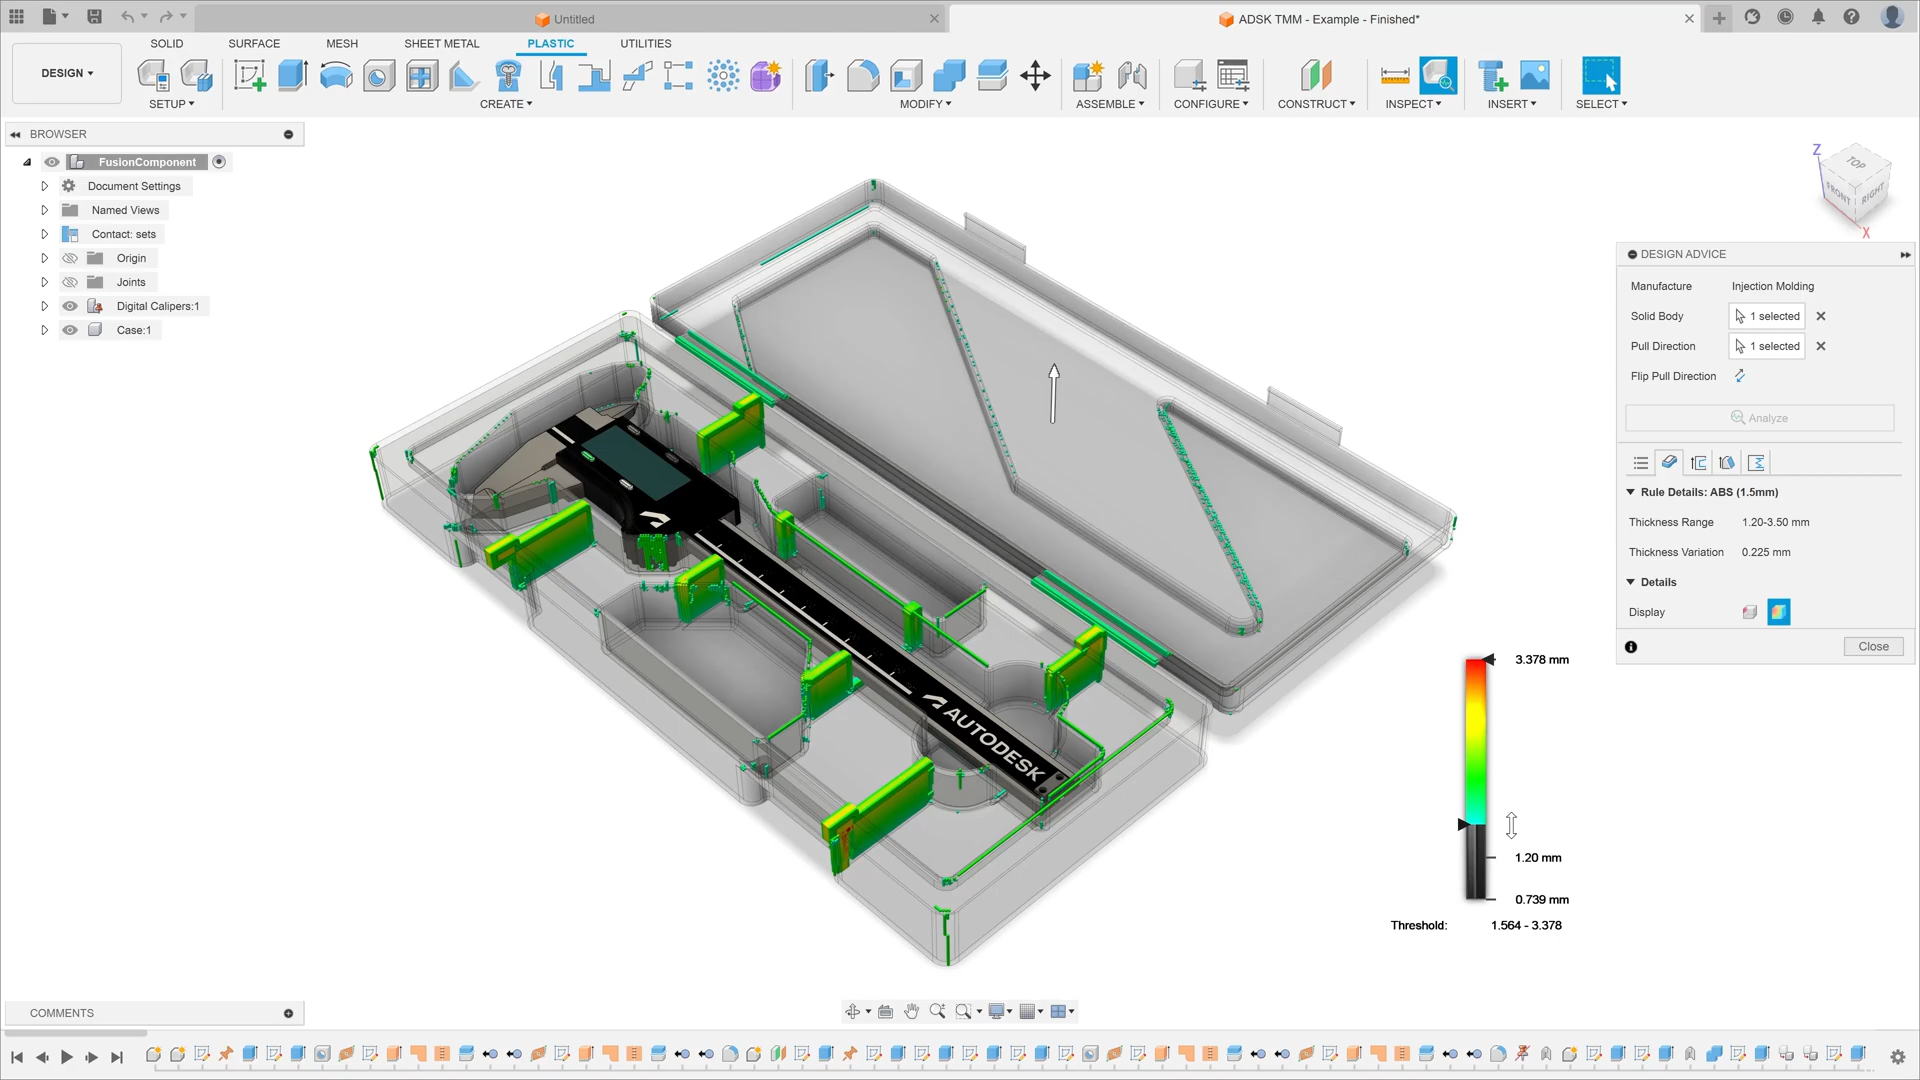 Untitled
ADSK TMM - Example - Finished*
DESIGN
SOLID
SURFACE
MESH
SHEET METAL
PLASTIC
UTILITIES
SETUP
CREATE
MODIFY
ASSEMBLE
CONFIGURE
CONSTRUCT
INSPECT
INSERT
SELECT
BROWSER
FusionComponent
Document Settings
Named Views
Contact: sets
Origin
Joints
Digital Calipers:1
Case:1
Z
TOP
FRONT
RIGHT
X
DESIGN ADVICE
Manufacture Injection Molding
Solid Body 1 selected
Pull Direction 1 selected
Flip Pull Direction
Analyze
Rule Details: ABS (1.5mm)
Thickness Range 1.20-3.50 mm
Thickness Variation 0.225 mm
Details
Display
Close
AUTODESK
3.378 mm
1.20 mm
0.739 mm
Threshold: 1.564 - 3.378
COMMENTS